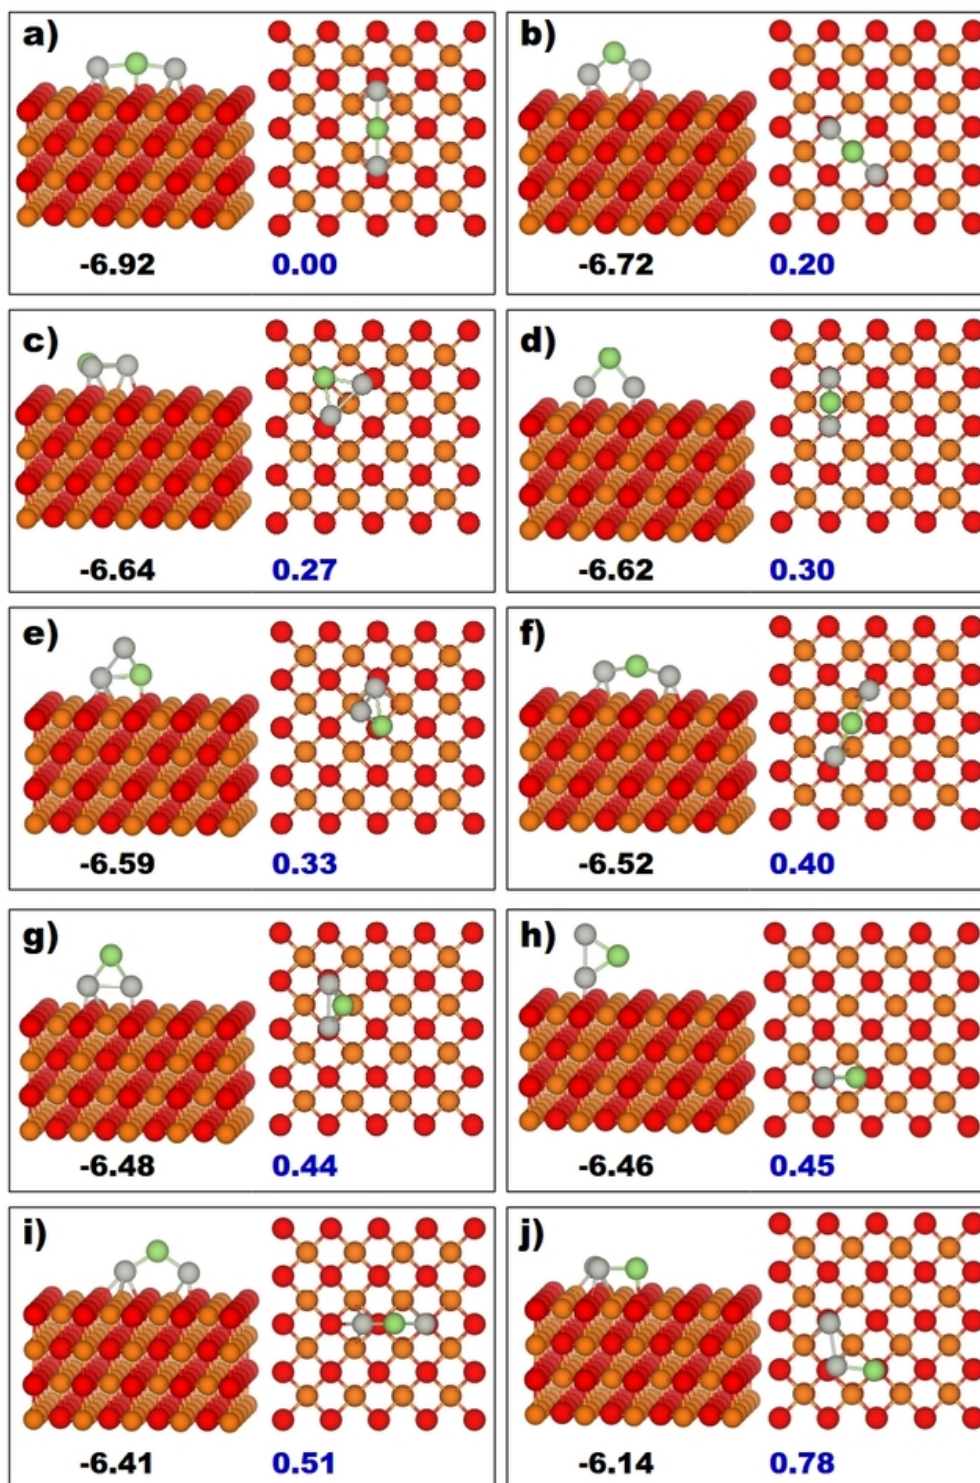 a) b)
-6.92 0.00 -6.72 0.20
c) d)
-6.64 0.27 -6.62 0.30
e) f)
-6.59 0.33 -6.52 0.40
g) h)
-6.48 0.44 -6.46 0.45
i) j)
-6.41 0.51 -6.14 0.78